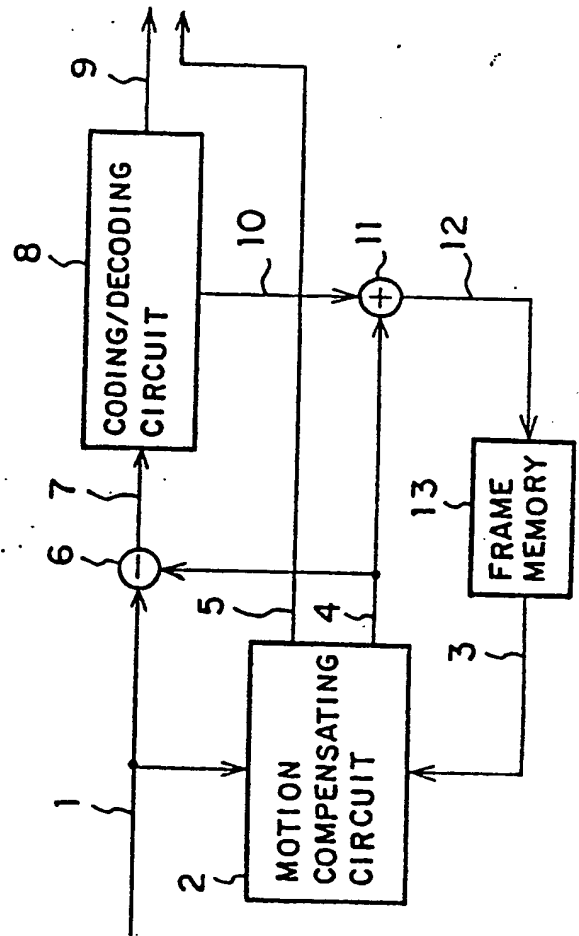 1
2
MOTION
COMPENSATING
CIRCUIT
3
4
5
6
7
8
CODING/DECODING
CIRCUIT
9
10
11
12
13
FRAME
MEMORY